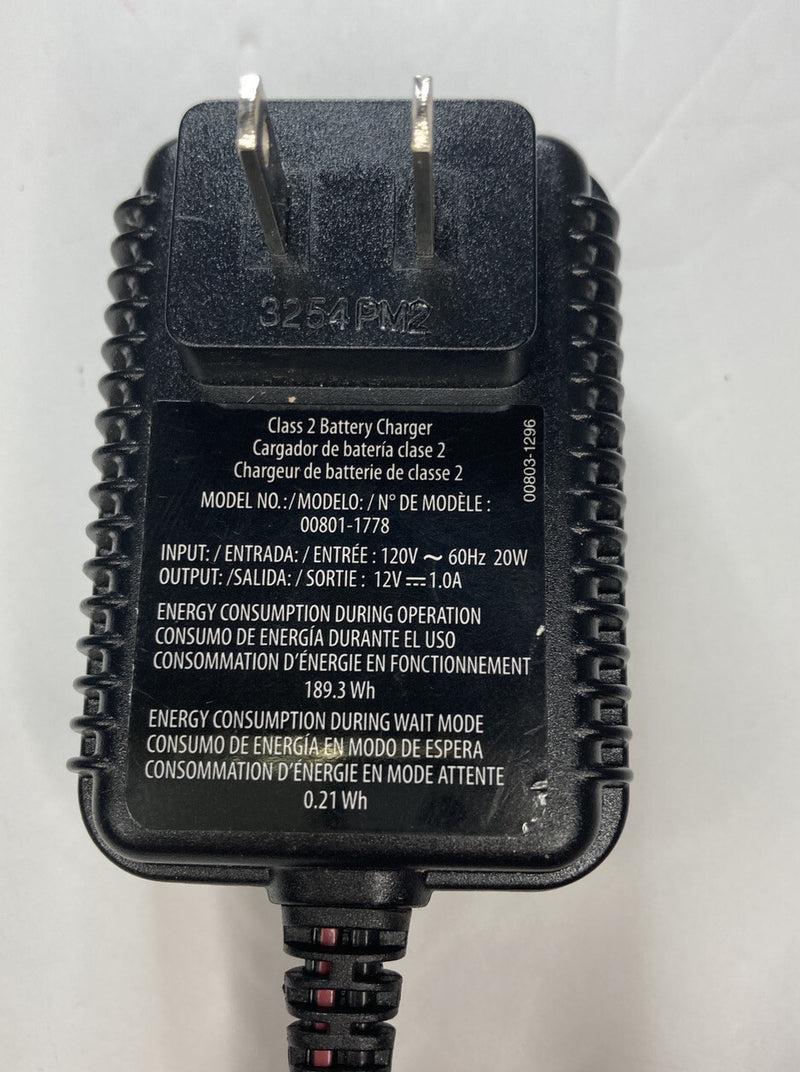 3254 PM2
Class 2 Battery Charger
Cargador de batería clase 2
Chargeur de batterie de classe 2
00803-1296
MODEL NO.:/MODELO: / N° DE MODÈLE :
00801-1778
INPUT: / ENTRADA: / ENTRÉE : 120V ~ 60Hz 20W
OUTPUT: /SALIDA: / SORTIE : 12V ⎓ 1.0A
ENERGY CONSUMPTION DURING OPERATION
CONSUMO DE ENERGÍA DURANTE EL USO
CONSOMMATION D'ÉNERGIE EN FONCTIONNEMENT
189.3 Wh
ENERGY CONSUMPTION DURING WAIT MODE
CONSUMO DE ENERGÍA EN MODO DE ESPERA
CONSOMMATION D'ÉNERGIE EN MODE ATTENTE
0.21 Wh